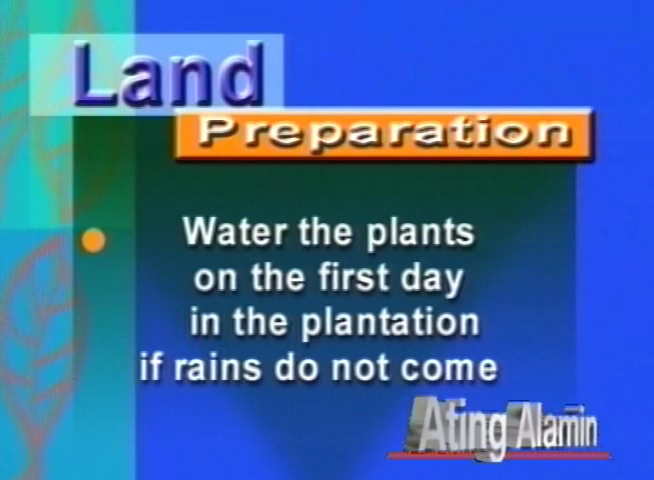 Land
Preparation
Water the plants
on the first day
in the plantation
if rains do not come
Ating Alamin